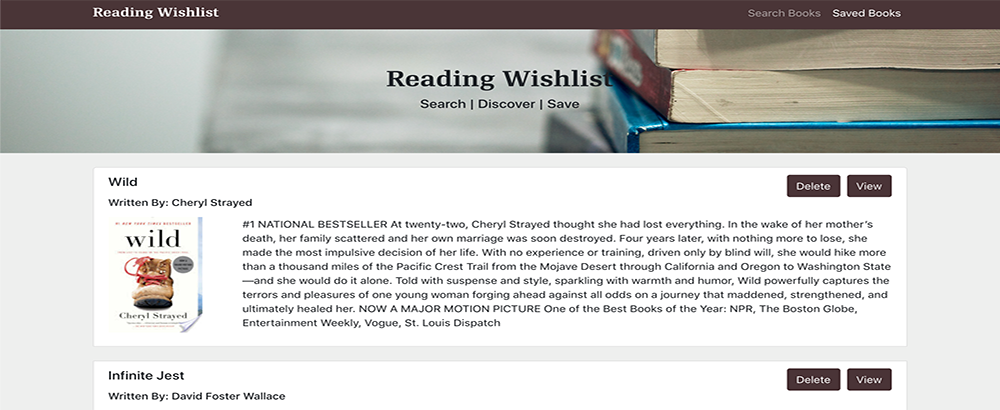 Reading Wishlist
Search Books Saved Books
Reading Wishlist
Search | Discover | Save
Wild
Delete View
Written By: Cheryl Strayed
#1 NATIONAL BESTSELLER At twenty-two, Cheryl Strayed thought she had lost everything. In the wake of her mother's
death, her family scattered and her own marriage was soon destroyed. Four years later, with nothing more to lose, she
made the most impulsive decision of her life. With no experience or training, driven only by blind will, she would hike more
than a thousand miles of the Pacific Crest Trail from the Mojave Desert through California and Oregon to Washington State
—and she would do it alone. Told with suspense and style, sparkling with warmth and humor, Wild powerfully captures the
terrors and pleasures of one young woman forging ahead against all odds on a journey that maddened, strengthened, and
ultimately healed her. NOW A MAJOR MOTION PICTURE One of the Best Books of the Year: NPR, The Boston Globe,
Entertainment Weekly, Vogue, St. Louis Dispatch
#1 NEW YORK TIMES BESTSELLER
wild
Cheryl Strayed
Infinite Jest
Delete View
Written By: David Foster Wallace